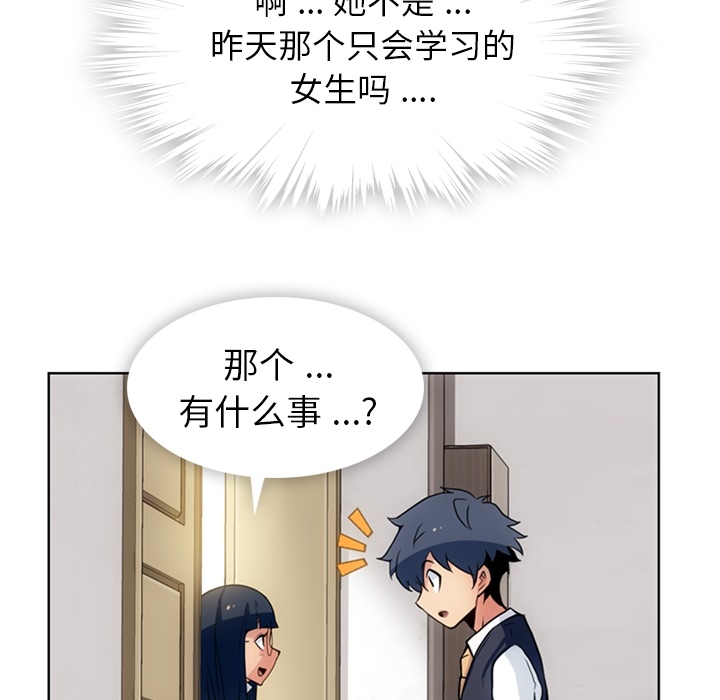 啊 ... 她不是 ...
昨天那个只会学习的
女生吗 ....
那个 ...
有什么事 ...?